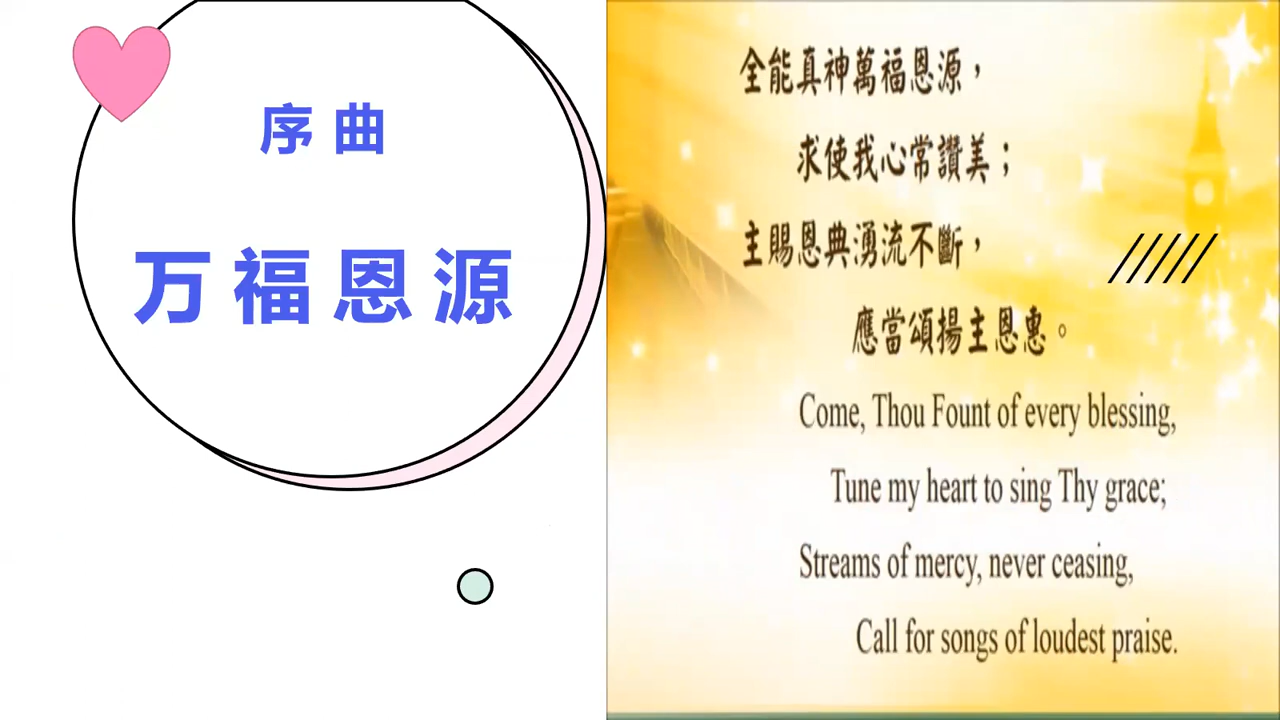 序曲
万福恩源
全能真神萬福恩源，
求使我心常讚美；
主賜恩典湧流不斷，
應當頌揚主恩惠。
Come, Thou Fount of every blessing,
Tune my heart to sing Thy grace;
Streams of mercy, never ceasing,
Call for songs of loudest praise.